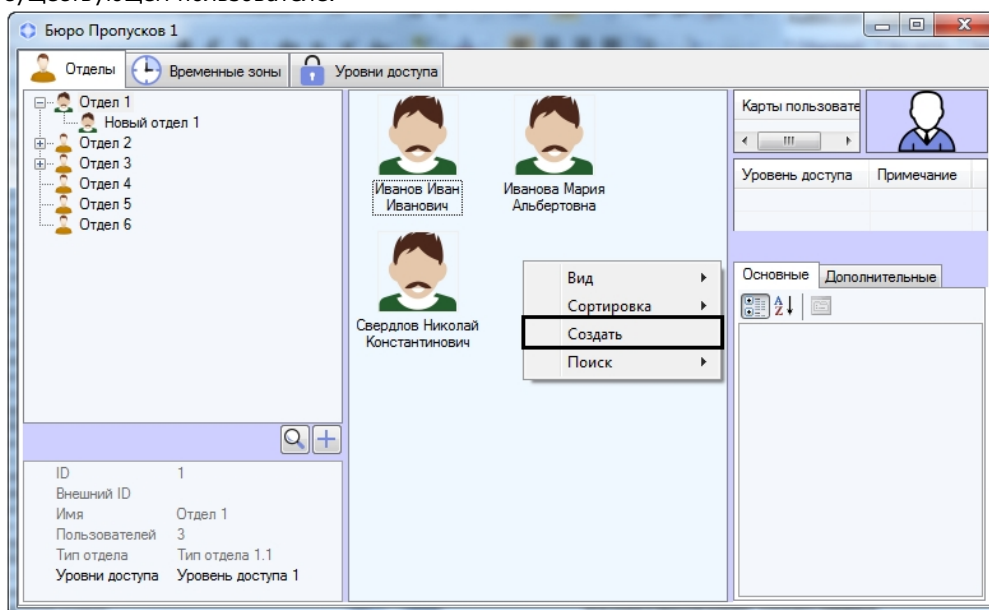 существующем пользователе.
Бюро Пропусков 1
Отделы Временные зоны Уровни доступа
Отдел 1
Новый отдел 1
Отдел 2
Отдел 3
Отдел 4
Отдел 5
Отдел 6
ID 1
Внешний ID
Имя Отдел 1
Пользователей 3
Тип отдела Тип отдела 1.1
Уровни доступа Уровень доступа 1
Иванов Иван
Иванович
Иванова Мария
Альбертовна
Свердлов Николай
Константинович
Вид
Сортировка
Создать
Поиск
Карты пользовате
Уровень доступа Примечание
Основные Дополнительные